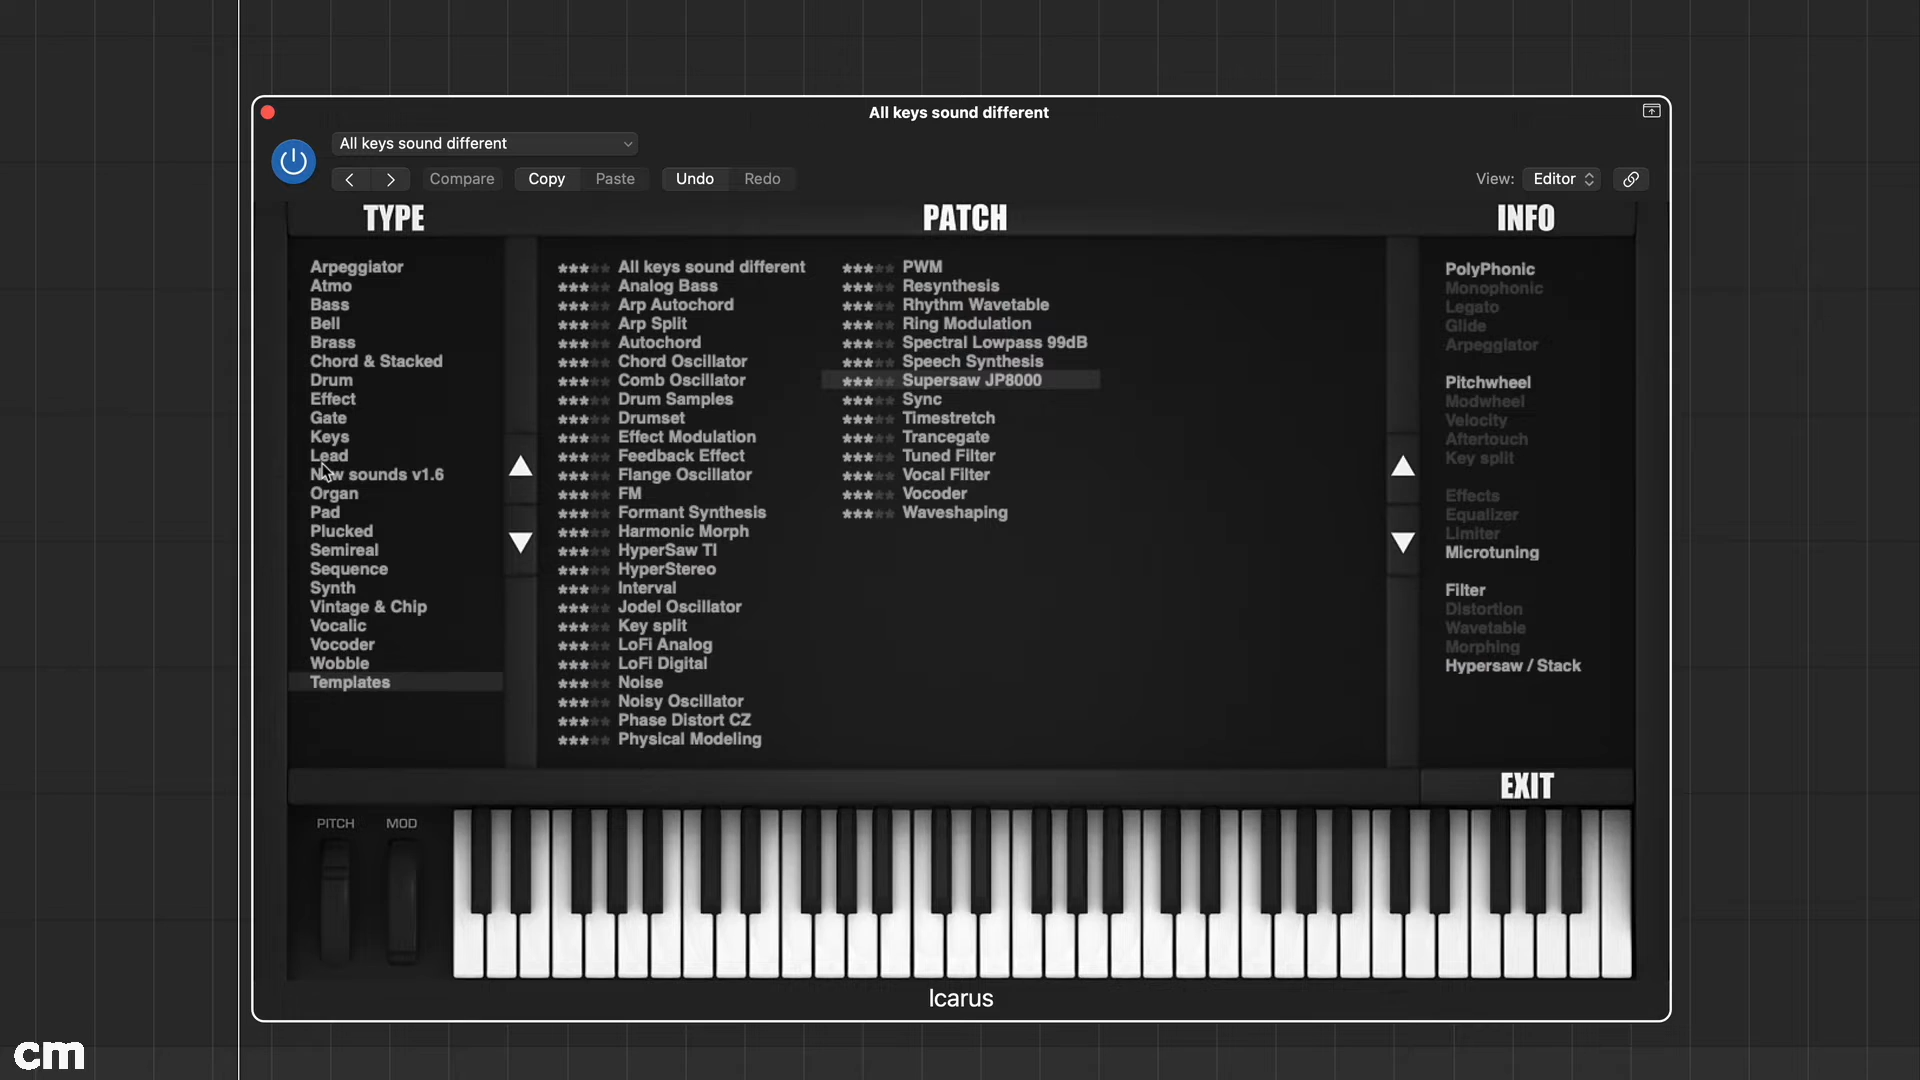 All keys sound different
All keys sound different
Compare
Copy
Paste
Undo
Redo
View:
Editor
TYPE
PATCH
INFO
Arpeggiator
Atmo
Bass
Bell
Brass
Chord & Stacked
Drum
Effect
Gate
Keys
Lead
New sounds v1.6
Organ
Pad
Plucked
Semireal
Sequence
Synth
Vintage & Chip
Vocalic
Vocoder
Wobble
Templates
All keys sound different
Analog Bass
Arp Autochord
Arp Split
Autochord
Chord Oscillator
Comb Oscillator
Drum Samples
Drumset
Effect Modulation
Feedback Effect
Flange Oscillator
FM
Formant Synthesis
Harmonic Morph
HyperSaw TI
HyperStereo
Interval
Jodel Oscillator
Key split
LoFi Analog
LoFi Digital
Noise
Noisy Oscillator
Phase Distort CZ
Physical Modeling
PWM
Resynthesis
Rhythm Wavetable
Ring Modulation
Spectral Lowpass 99dB
Speech Synthesis
Supersaw JP8000
Sync
Timestretch
Trancegate
Tuned Filter
Vocal Filter
Vocoder
Waveshaping
PolyPhonic
Monophonic
Legato
Glide
Arpeggiator
Pitchwheel
Modwheel
Velocity
Aftertouch
Key split
Effects
Equalizer
Limiter
Microtuning
Filter
Distortion
Wavetable
Morphing
Hypersaw / Stack
EXIT
PITCH
MOD
Icarus
cm